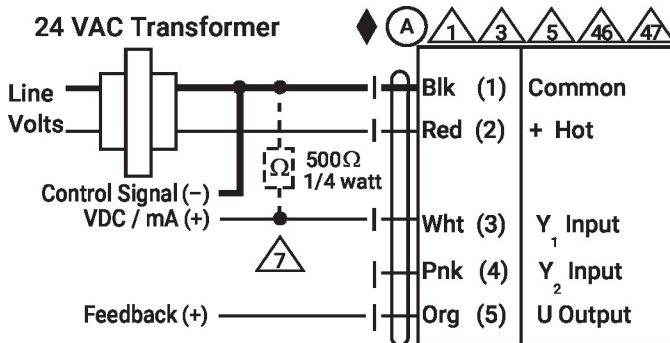 24 VAC Transformer
A 1 3 5 46 47
Line
Volts
Blk (1) Common
Red (2) + Hot
Ω 500Ω
1/4 watt
Control Signal (−)
VDC / mA (+)
Wht (3) Y1 Input
7
Pnk (4) Y2 Input
Feedback (+)
Org (5) U Output